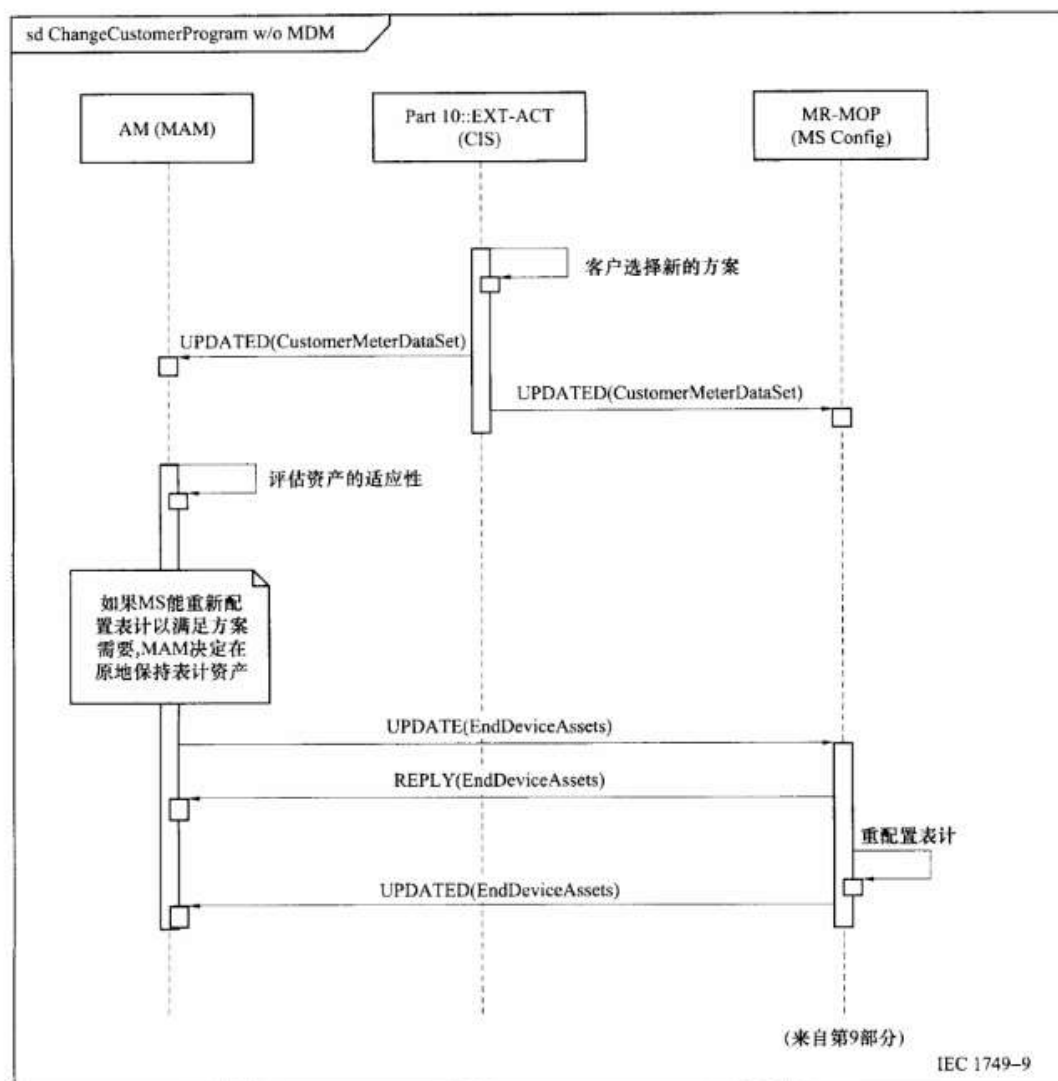 sd ChangeCustomerProgram w/o MDM
AM (MAM)
Part 10::EXT-ACT
(CIS)
MR-MOP
(MS Config)
客户选择新的方案
UPDATED(CustomerMeterDataSet)
UPDATED(CustomerMeterDataSet)
评估资产的适应性
如果MS能重新配
置表计以满足方案
需要,MAM决定在
原地保持表计资产
UPDATE(EndDeviceAssets)
REPLY(EndDeviceAssets)
重配置表计
UPDATED(EndDeviceAssets)
(来自第9部分)
IEC 1749-9